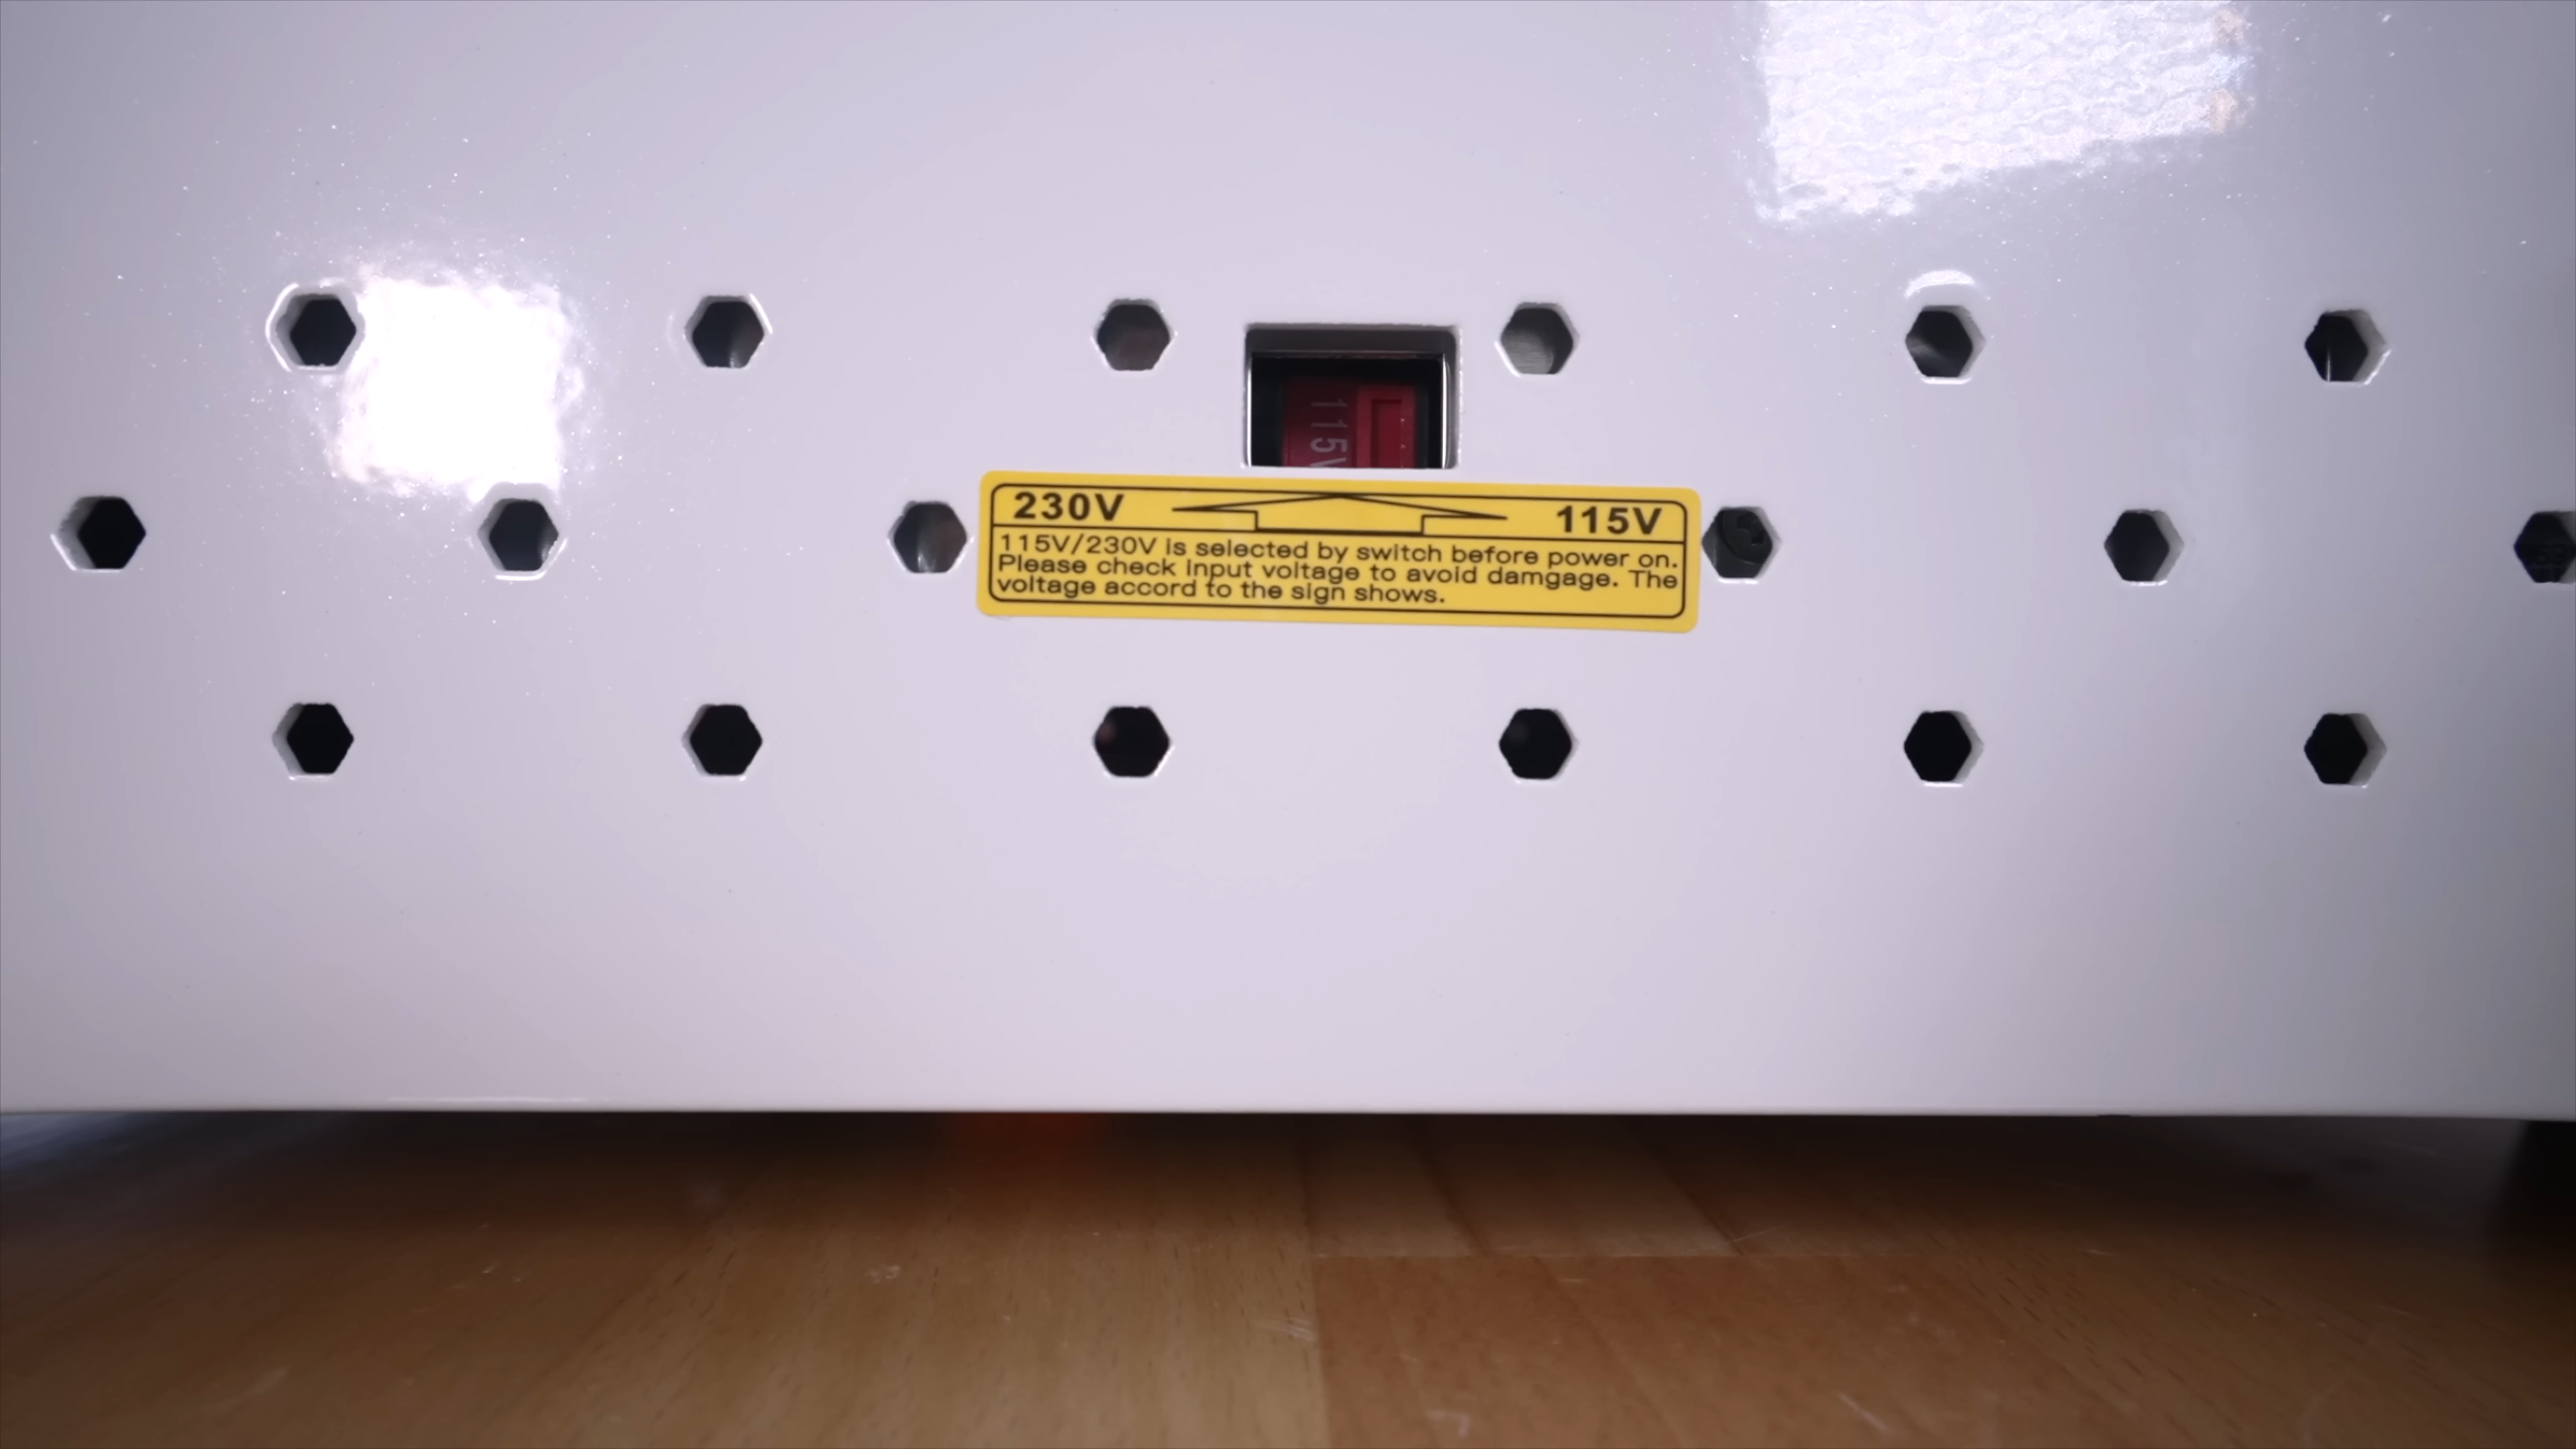 115V
230V 115V
115V/230V is selected by switch before power on.
Please check input voltage to avoid damgage. The
voltage accord to the sign shows.